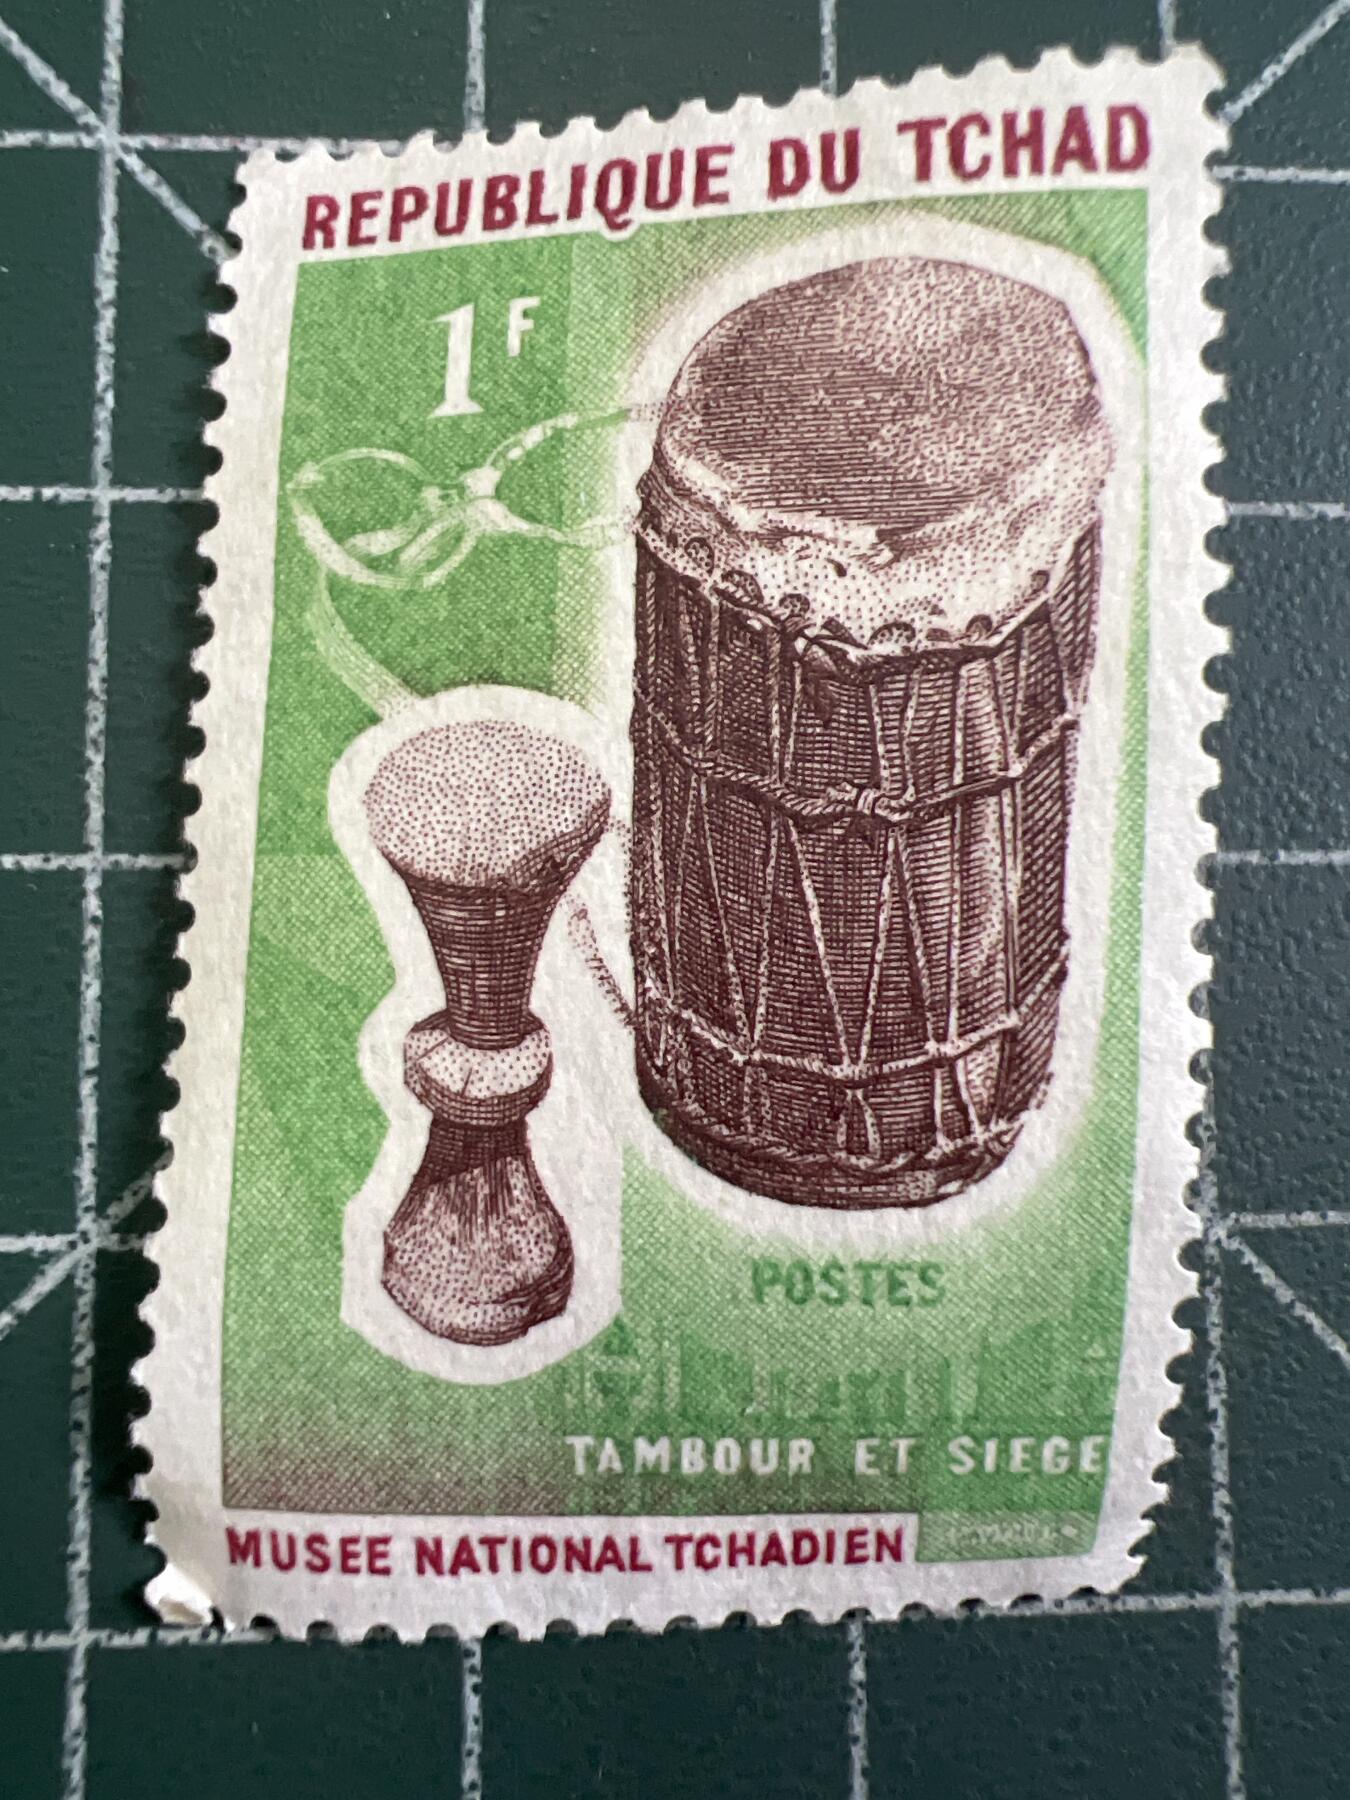 REPUBLIQUE DU TCHAD
1F
POSTES
TAMBOUR ET SIEGE
MUSEE NATIONAL TCHADIEN